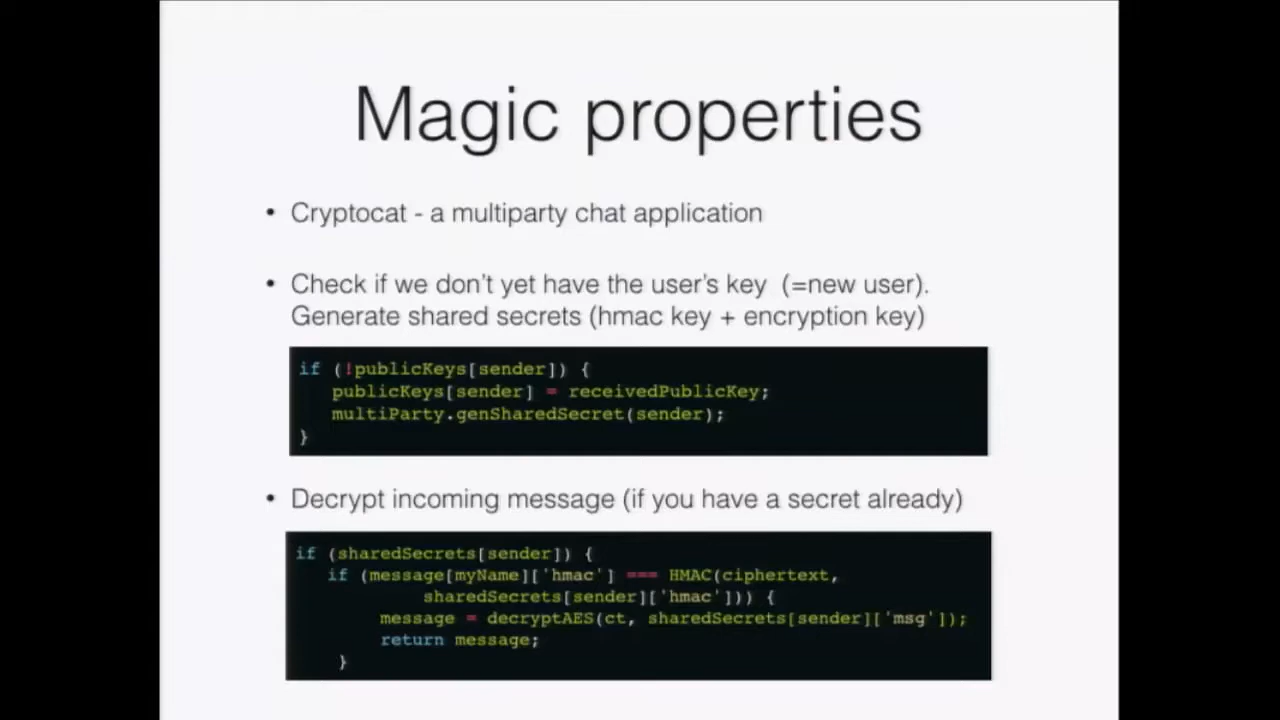 Magic properties
• Cryptocat - a multiparty chat application
• Check if we don't yet have the user's key (=new user).
Generate shared secrets (hmac key + encryption key)
if (!publicKeys[sender]) {
publicKeys[sender] = receivedPublicKey;
multiParty.genSharedSecret(sender);
}
• Decrypt incoming message (if you have a secret already)
if (sharedSecrets[sender]) {
if (message[myName]['hmac'] === HMAC(ciphertext,
sharedSecrets[sender]['hmac'])) {
message = decryptAES(ct, sharedSecrets[sender]['msg']);
return message;
}